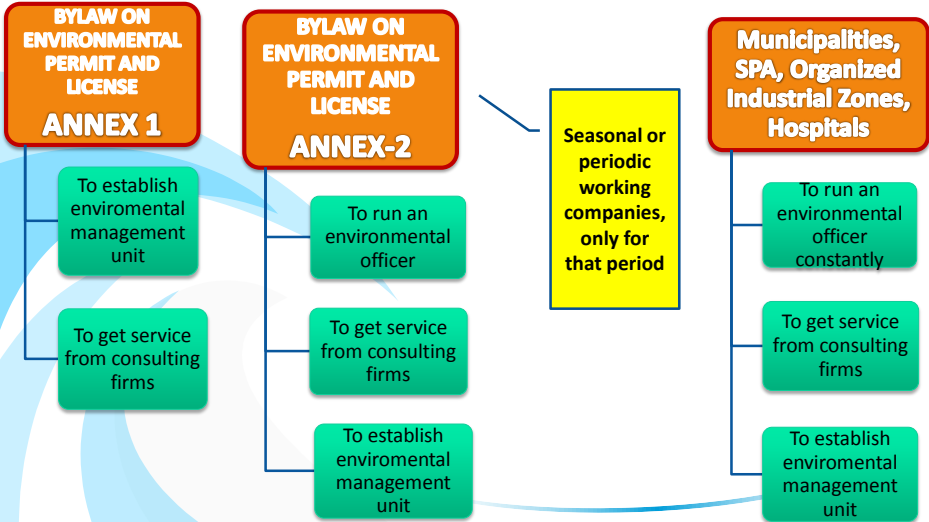 BYLAW ON
ENVIRONMENTAL
PERMIT AND
LICENSE
ANNEX 1
To establish
enviromental
management
unit
To get service
from consulting
firms
BYLAW ON
ENVIRONMENTAL
PERMIT AND
LICENSE
ANNEX-2
To run an
environmental
officer
To get service
from consulting
firms
To establish
enviromental
management
unit
Seasonal or
periodic
working
companies,
only for
that period
Municipalities,
SPA, Organized
Industrial Zones,
Hospitals
To run an
environmental
officer
constantly
To get service
from consulting
firms
To establish
enviromental
management
unit